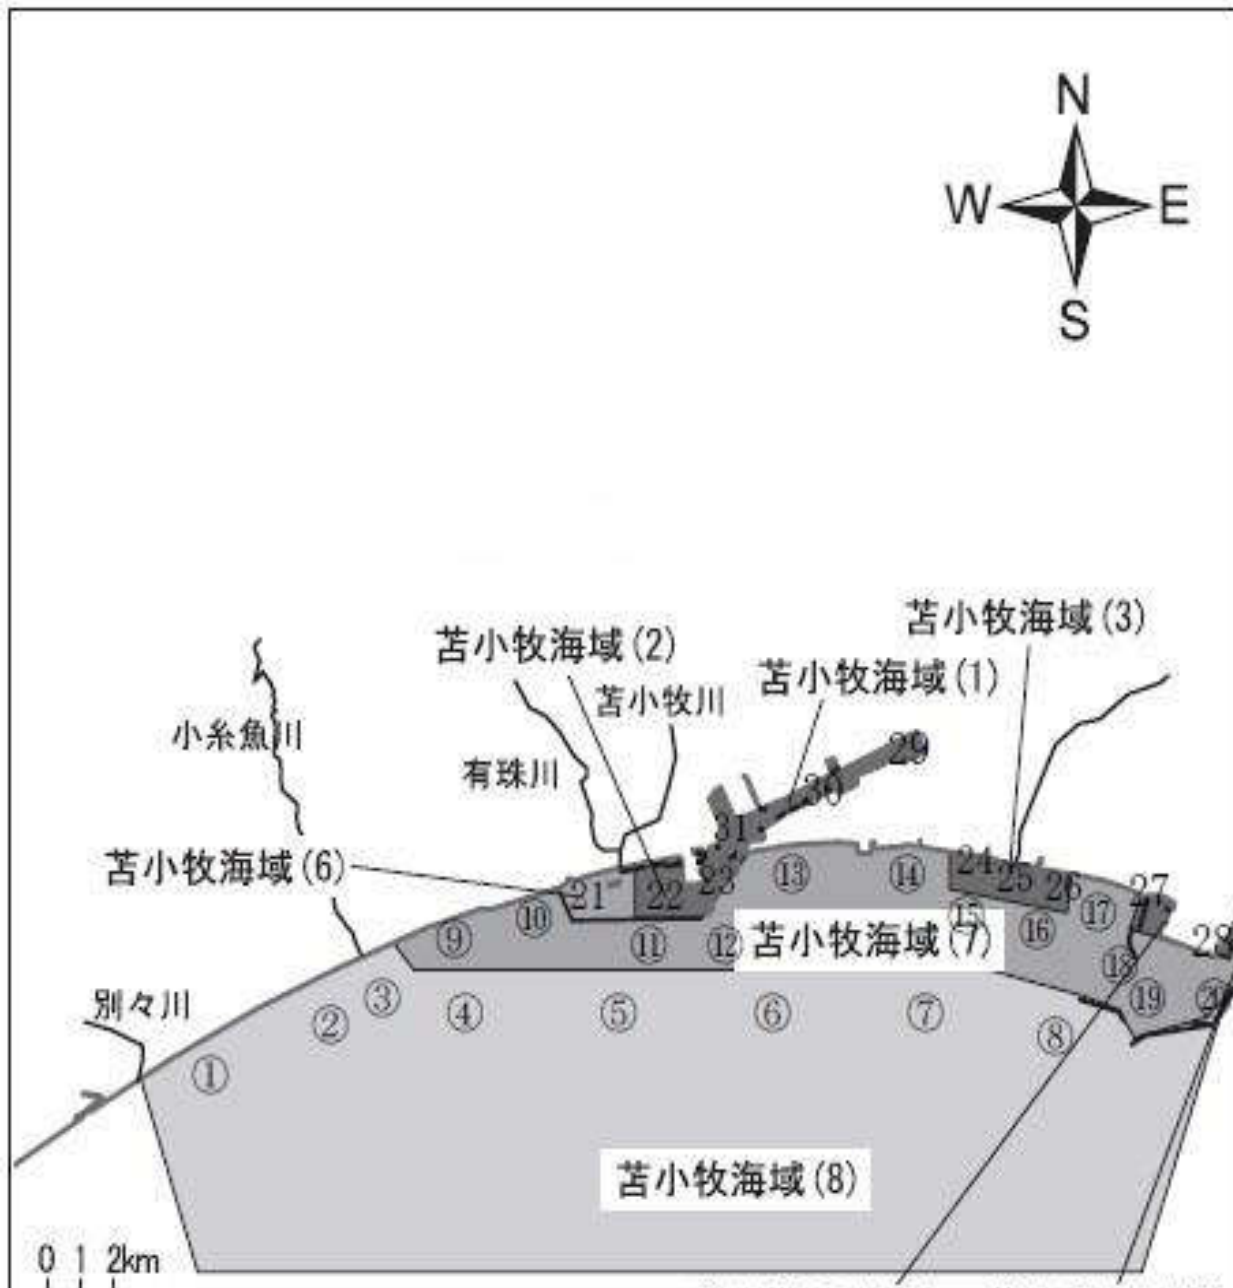 N
W E
S
苫小牧海域(3)
苫小牧海域(2)
苫小牧海域(1)
苫小牧川
小糸魚川
有珠川
29
30
31
苫小牧海域(6)
21
22
23
⑬
⑭
24
25
26
27
28
⑨
⑩
⑪
⑫
苫小牧海域(7)
⑮
⑯
⑰
⑱
⑲
⑳
別々川
①
②
③
④
⑤
⑥
⑦
⑧
苫小牧海域(8)
0 1 2km